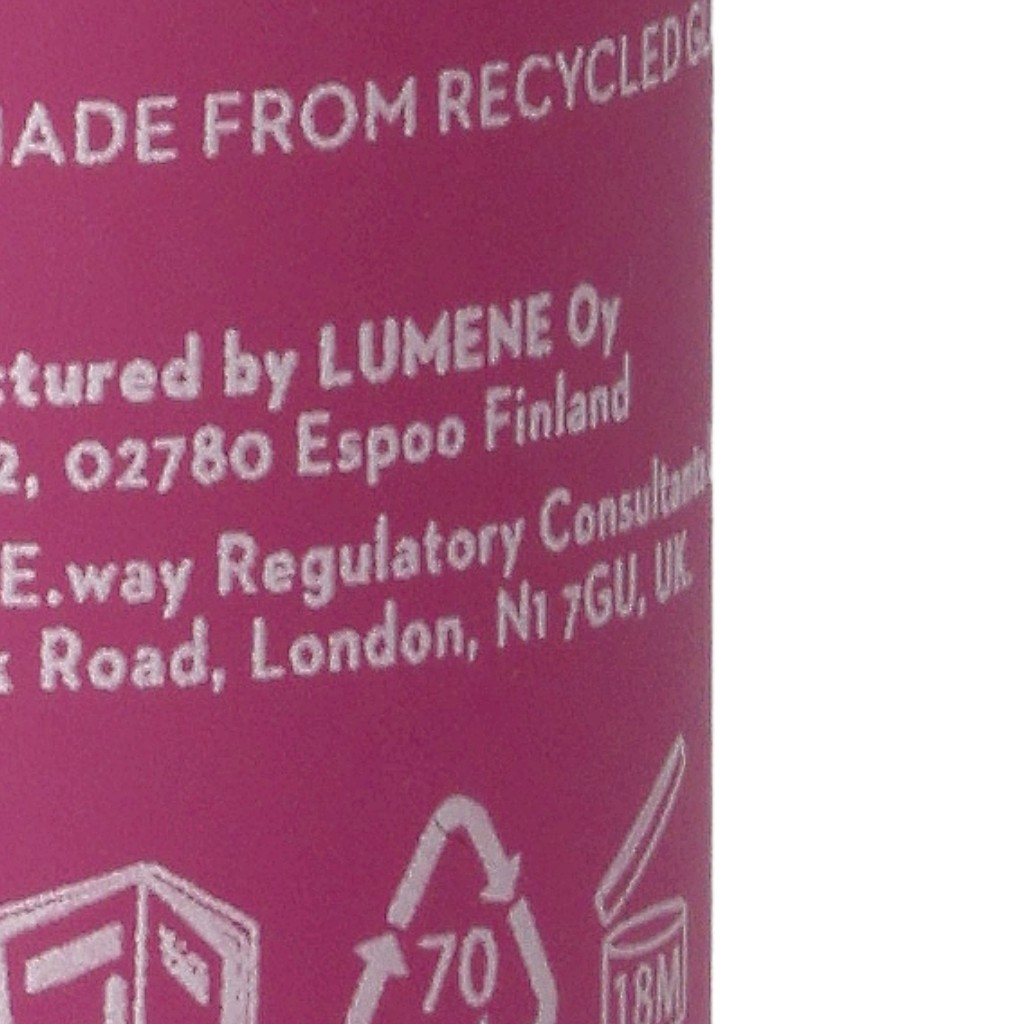 MADE FROM RECYCLED
ctured by LUMENE Oy
2, 02780 Espoo Finland
E.way Regulatory Consultants
k Road, London, N1 7GU, UK.
70
18M